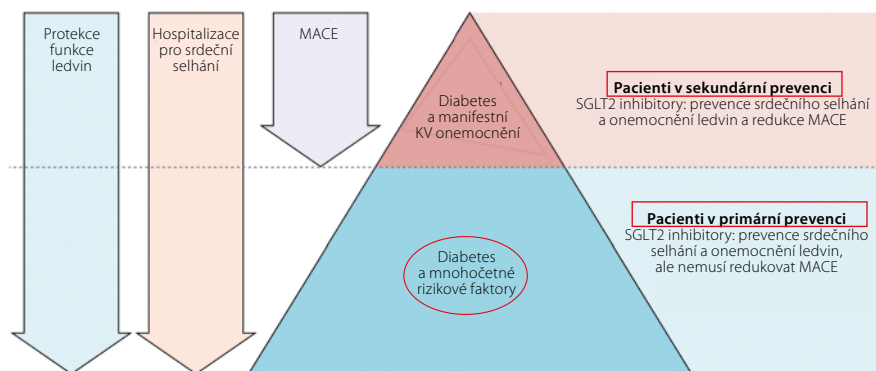 Protekce
funkce
ledvin
Hospitalizace
pro srdeční
selhání
MACE
Diabetes
a manifestní
KV onemocnění
Pacienti v sekundární prevenci
SGLT2 inhibitory: prevence srdečního selhání
a onemocnění ledvin a redukce MACE
Pacienti v primární prevenci
SGLT2 inhibitory: prevence srdečního
selhání a onemocnění ledvin,
ale nemusí redukovat MACE
Diabetes
a mnohočetné
rizikové faktory